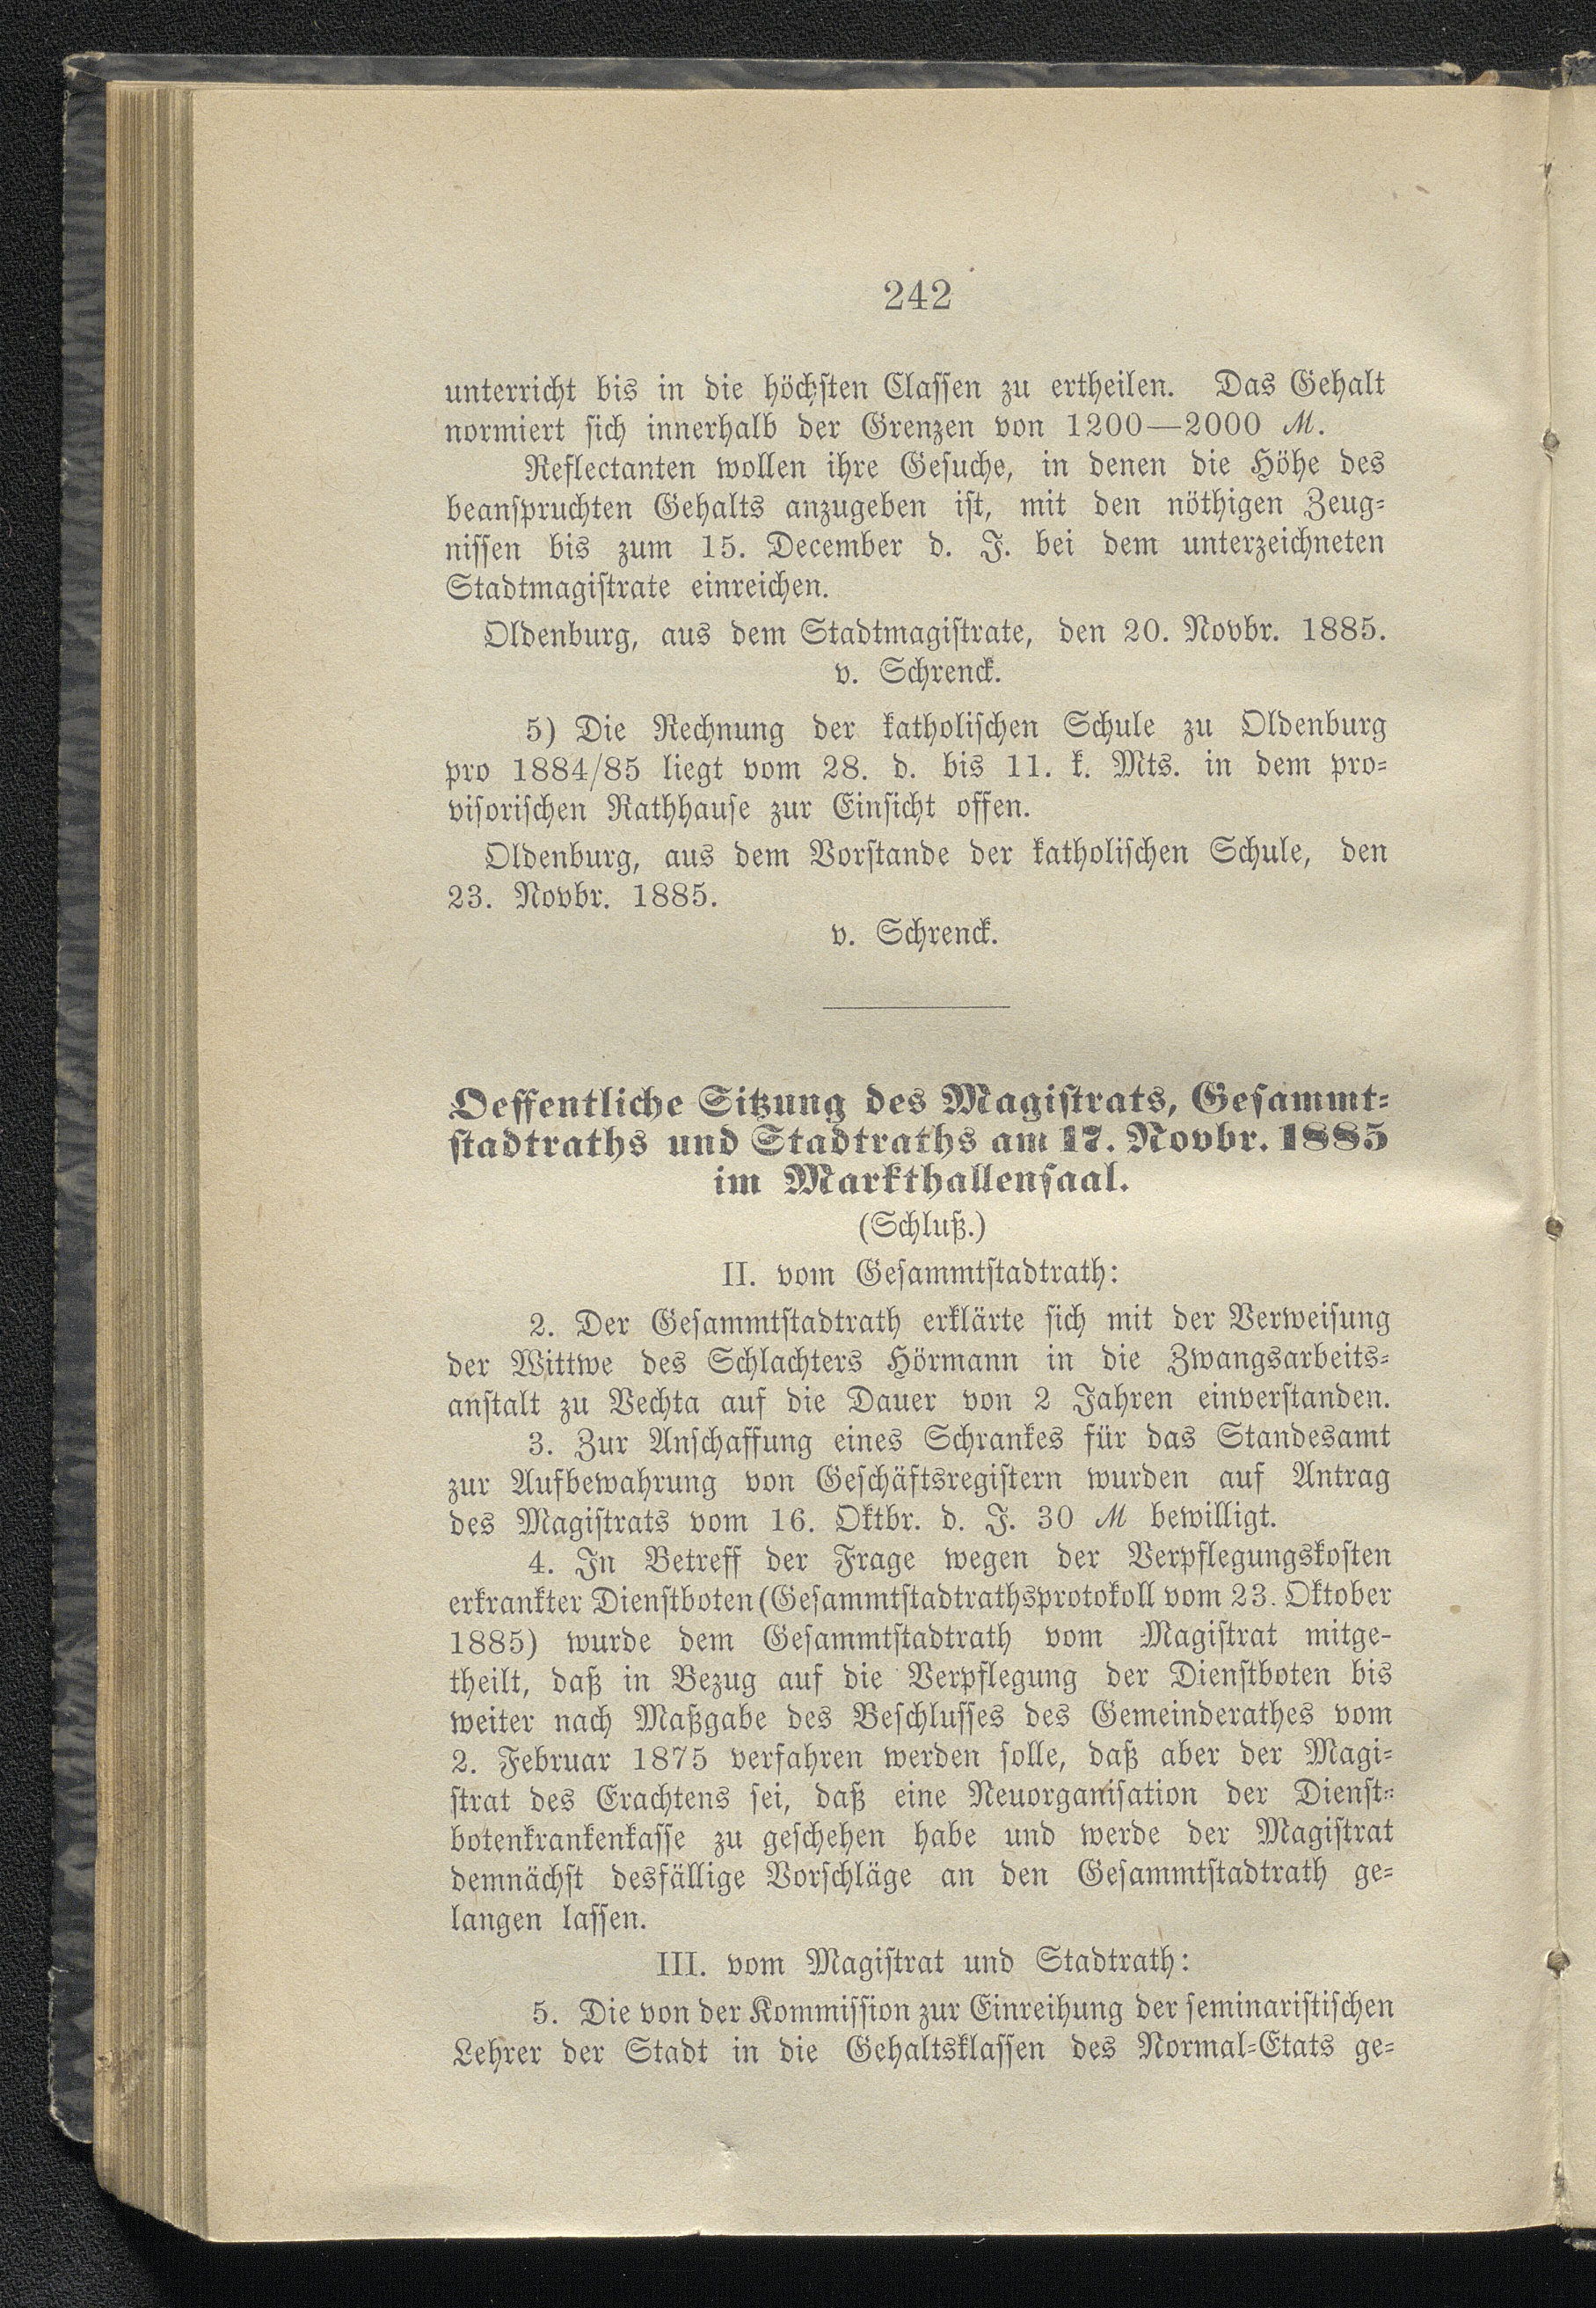 242
unterricht bis in die höchsten Classen zu ertheilen. Das Gehalt
normiert sich innerhalb der Grenzen von 1200—2000 ℳ.
Reflectanten wollen ihre Gesuche, in denen die Höhe des
beanspruchten Gehalts anzugeben ist, mit den nöthigen Zeug-
nissen bis zum 15. December d. J. bei dem unterzeichneten
Stadtmagistrate einreichen.
Oldenburg, aus dem Stadtmagistrate, den 20. Novbr. 1885.
v. Schrenck.
5) Die Rechnung der katholischen Schule zu Oldenburg
pro 1884/85 liegt vom 28. d. bis 11. k. Mts. in dem pro-
visorischen Rathhause zur Einsicht offen.
Oldenburg, aus dem Vorstande der katholischen Schule, den
23. Novbr. 1885.
v. Schrenck.
Oeffentliche Sitzung des Magistrats, Gesammt-
stadtraths und Stadtraths am 17. Novbr. 1885
im Markthallensaal.
(Schluß.)
II. vom Gesammtstadtrath:
2. Der Gesammtstadtrath erklärte sich mit der Verweisung
der Wittwe des Schlachters Hörmann in die Zwangsarbeits-
anstalt zu Vechta auf die Dauer von 2 Jahren einverstanden.
3. Zur Anschaffung eines Schrankes für das Standesamt
zur Aufbewahrung von Geschäftsregistern wurden auf Antrag
des Magistrats vom 16. Oktbr. d. J. 30 ℳ bewilligt.
4. In Betreff der Frage wegen der Verpflegungskosten
erkrankter Dienstboten (Gesammtstadtrathsprotokoll vom 23. Oktober
1885) wurde dem Gesammtstadtrath vom Magistrat mitge-
theilt, daß in Bezug auf die Verpflegung der Dienstboten bis
weiter nach Maßgabe des Beschlusses des Gemeinderathes vom
2. Februar 1875 verfahren werden solle, daß aber der Magi-
strat des Erachtens sei, daß eine Neuorganisation der Dienst-
botenkrankenkasse zu geschehen habe und werde der Magistrat
demnächst desfällige Vorschläge an den Gesammtstadtrath ge-
langen lassen.
III. vom Magistrat und Stadtrath:
5. Die von der Kommission zur Einreihung der seminaristischen
Lehrer der Stadt in die Gehaltsklassen des Normal-Etats ge-